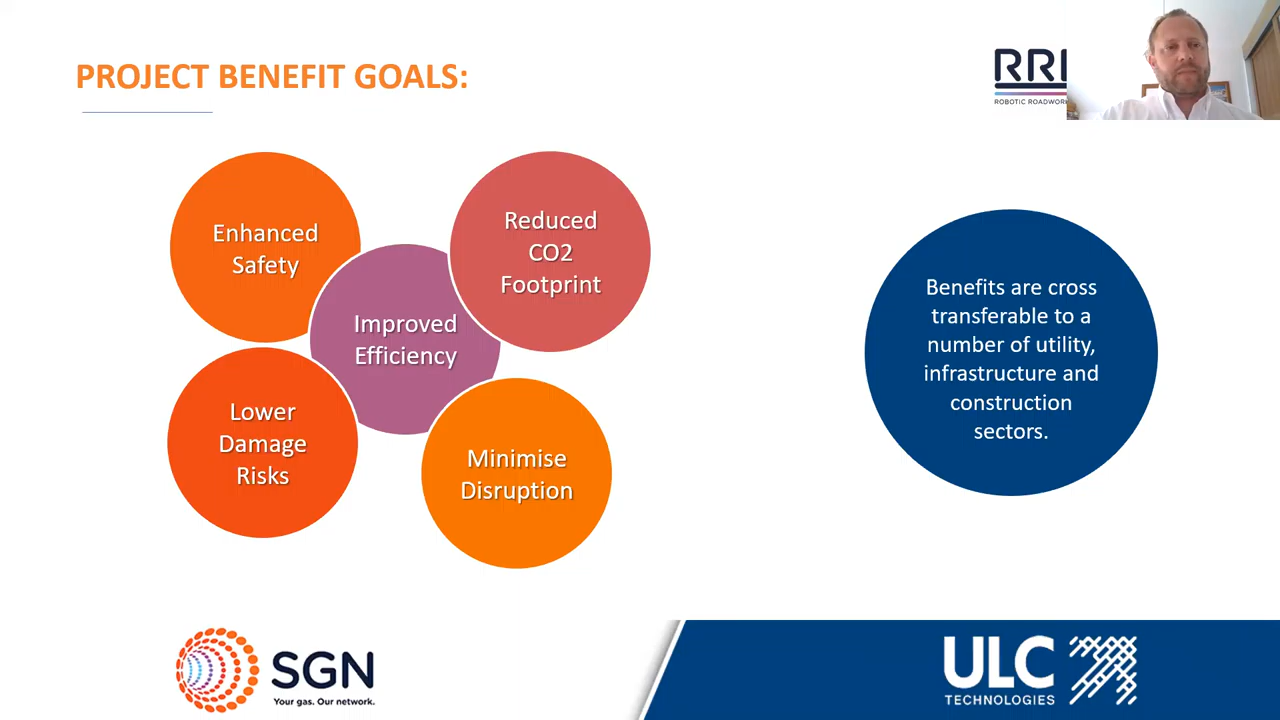 PROJECT BENEFIT GOALS:
RRI
ROBOTIC ROADWOR
Enhanced
Safety
Reduced
CO2
Footprint
Improved
Efficiency
Lower
Damage
Risks
Minimise
Disruption
Benefits are cross
transferable to a
number of utility,
infrastructure and
construction
sectors.
SGN
Your gas. Our network.
ULC
TECHNOLOGIES